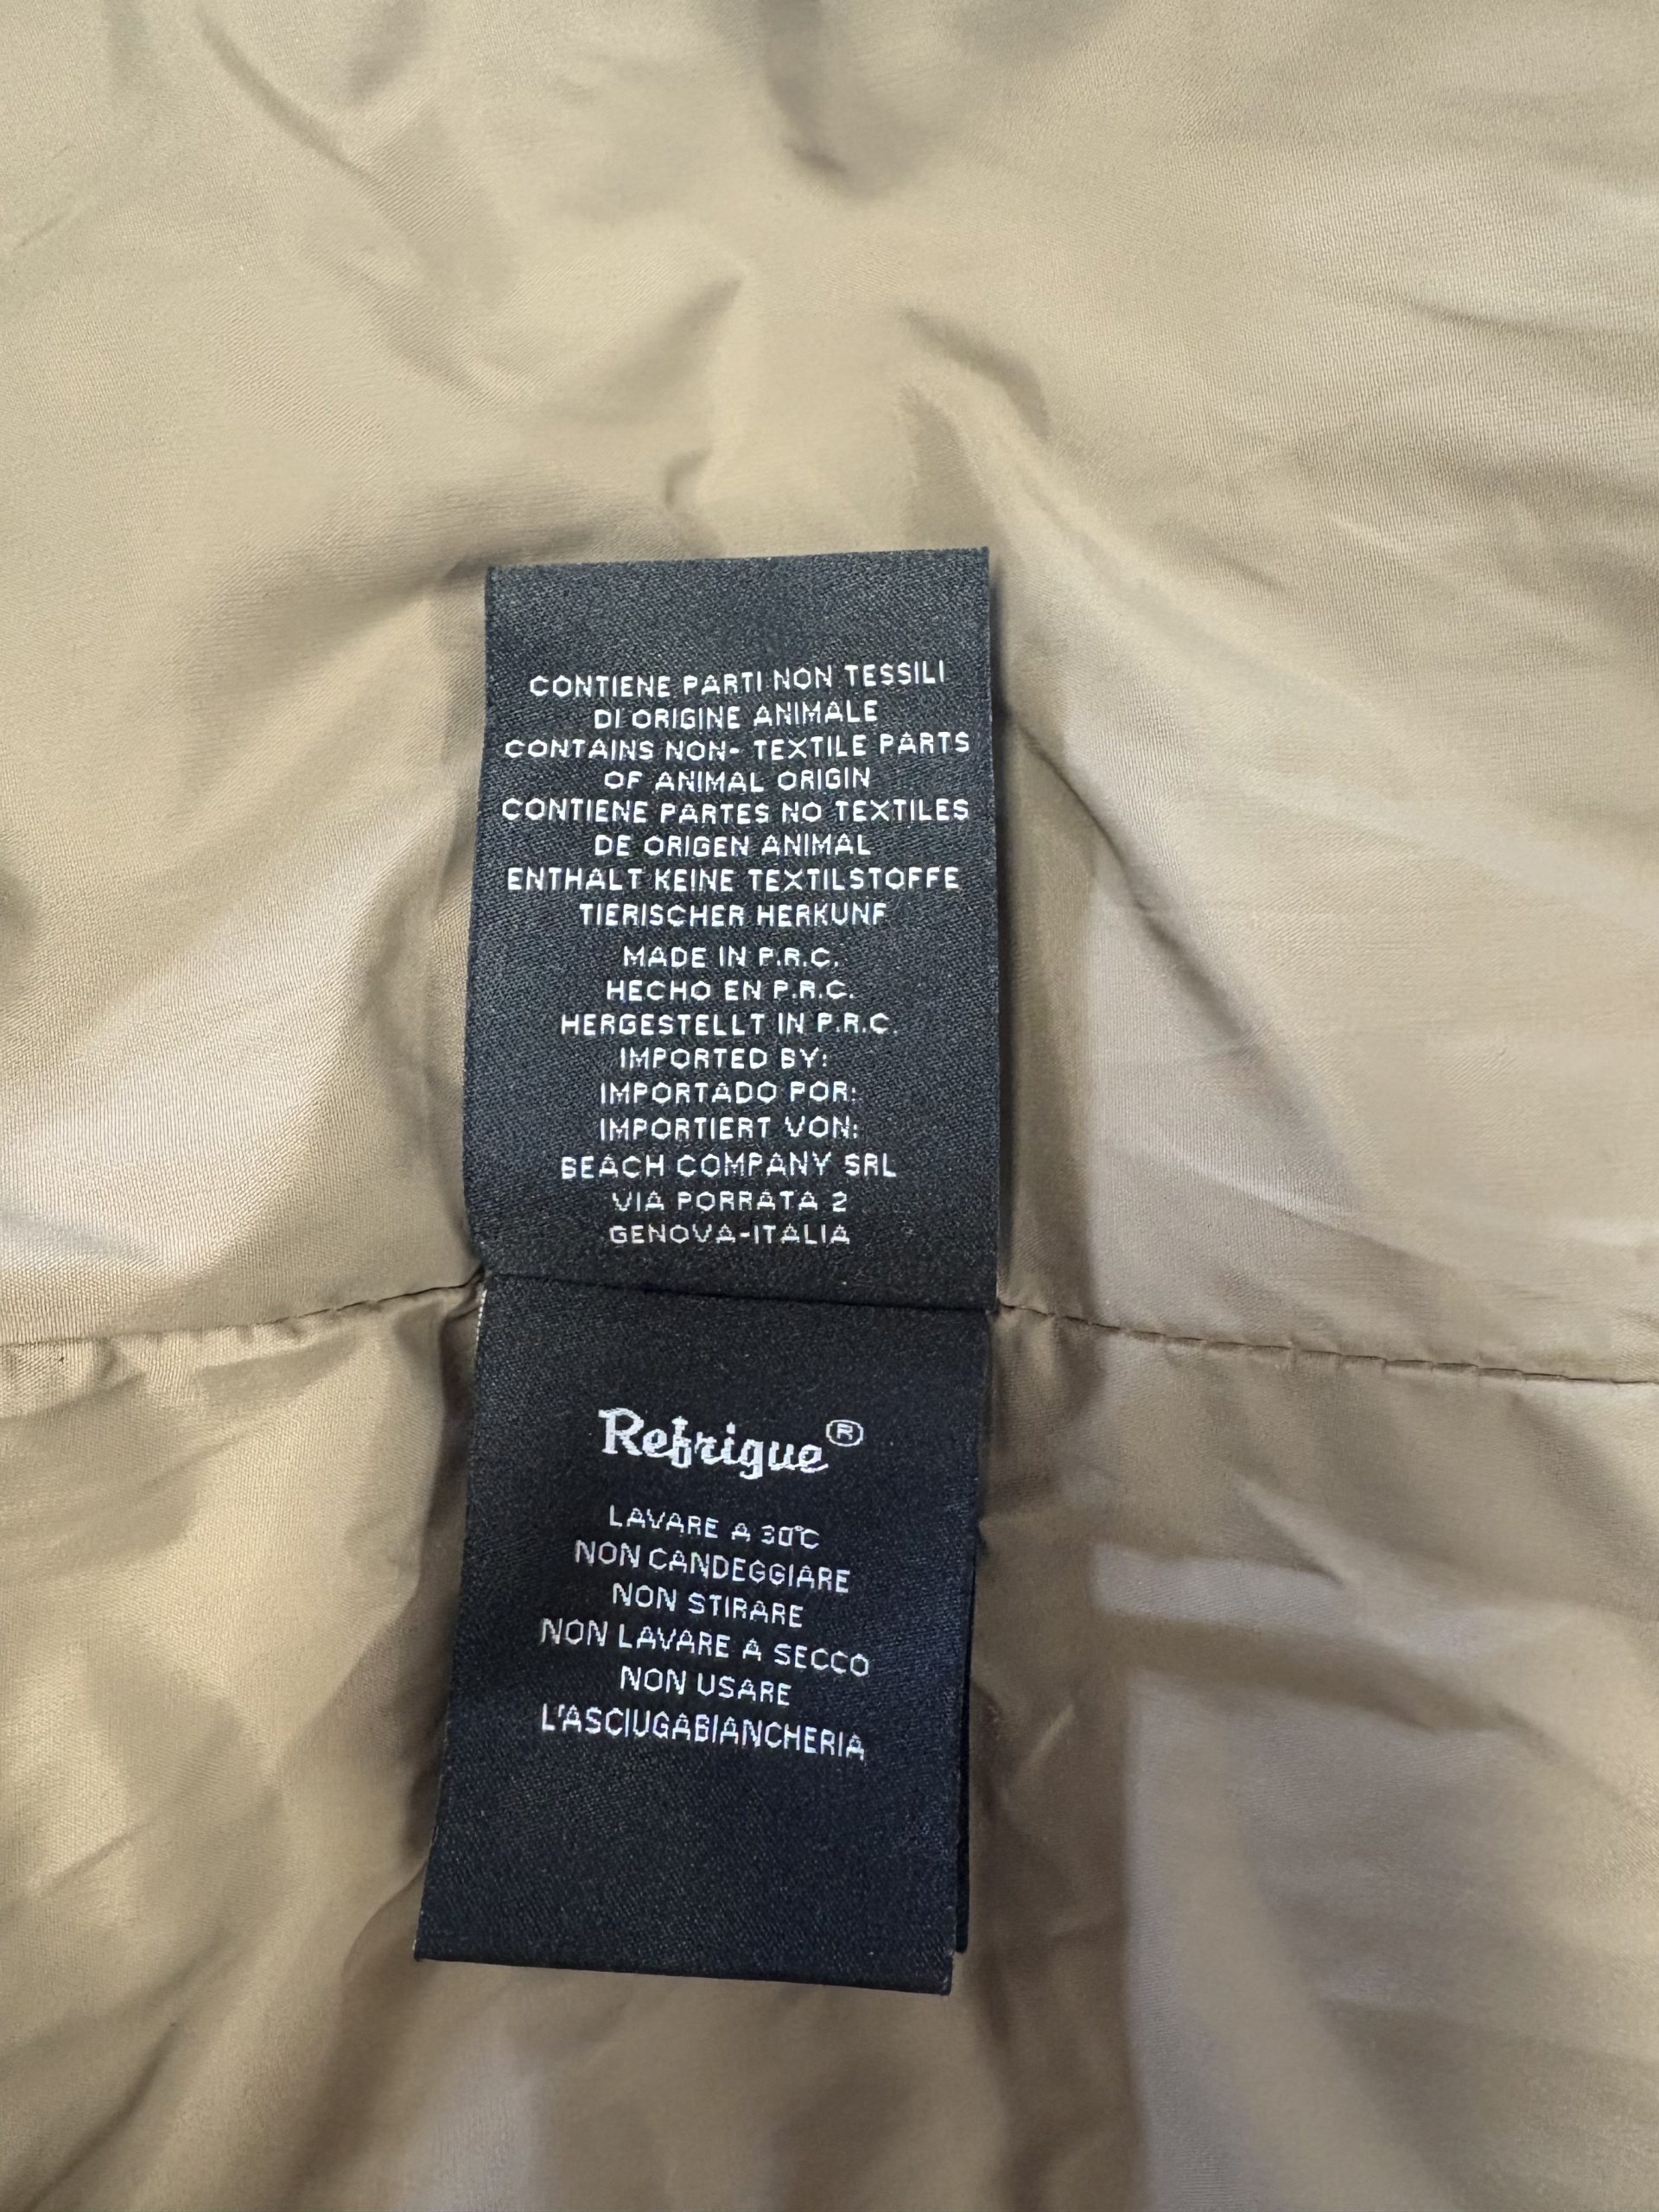 CONTIENE PARTI NON TESSILI
DI ORIGINE ANIMALE
CONTAINS NON- TEXTILE PARTS
OF ANIMAL ORIGIN
CONTIENE PARTES NO TEXTILES
DE ORIGEN ANIMAL
ENTHALT KEINE TEXTILSTOFFE
TIERISCHER HERKUNF
MADE IN P.R.C.
HECHO EN P.R.C.
HERGESTELLT IN P.R.C.
IMPORTED BY:
IMPORTADO POR:
IMPORTIERT VON:
BEACH COMPANY SRL
VIA PORRATA 2
GENOVA-ITALIA
Refrigue®
LAVARE A 30°C
NON CANDEGGIARE
NON STIRARE
NON LAVARE A SECCO
NON USARE
L'ASCIUGABIANCHERIA